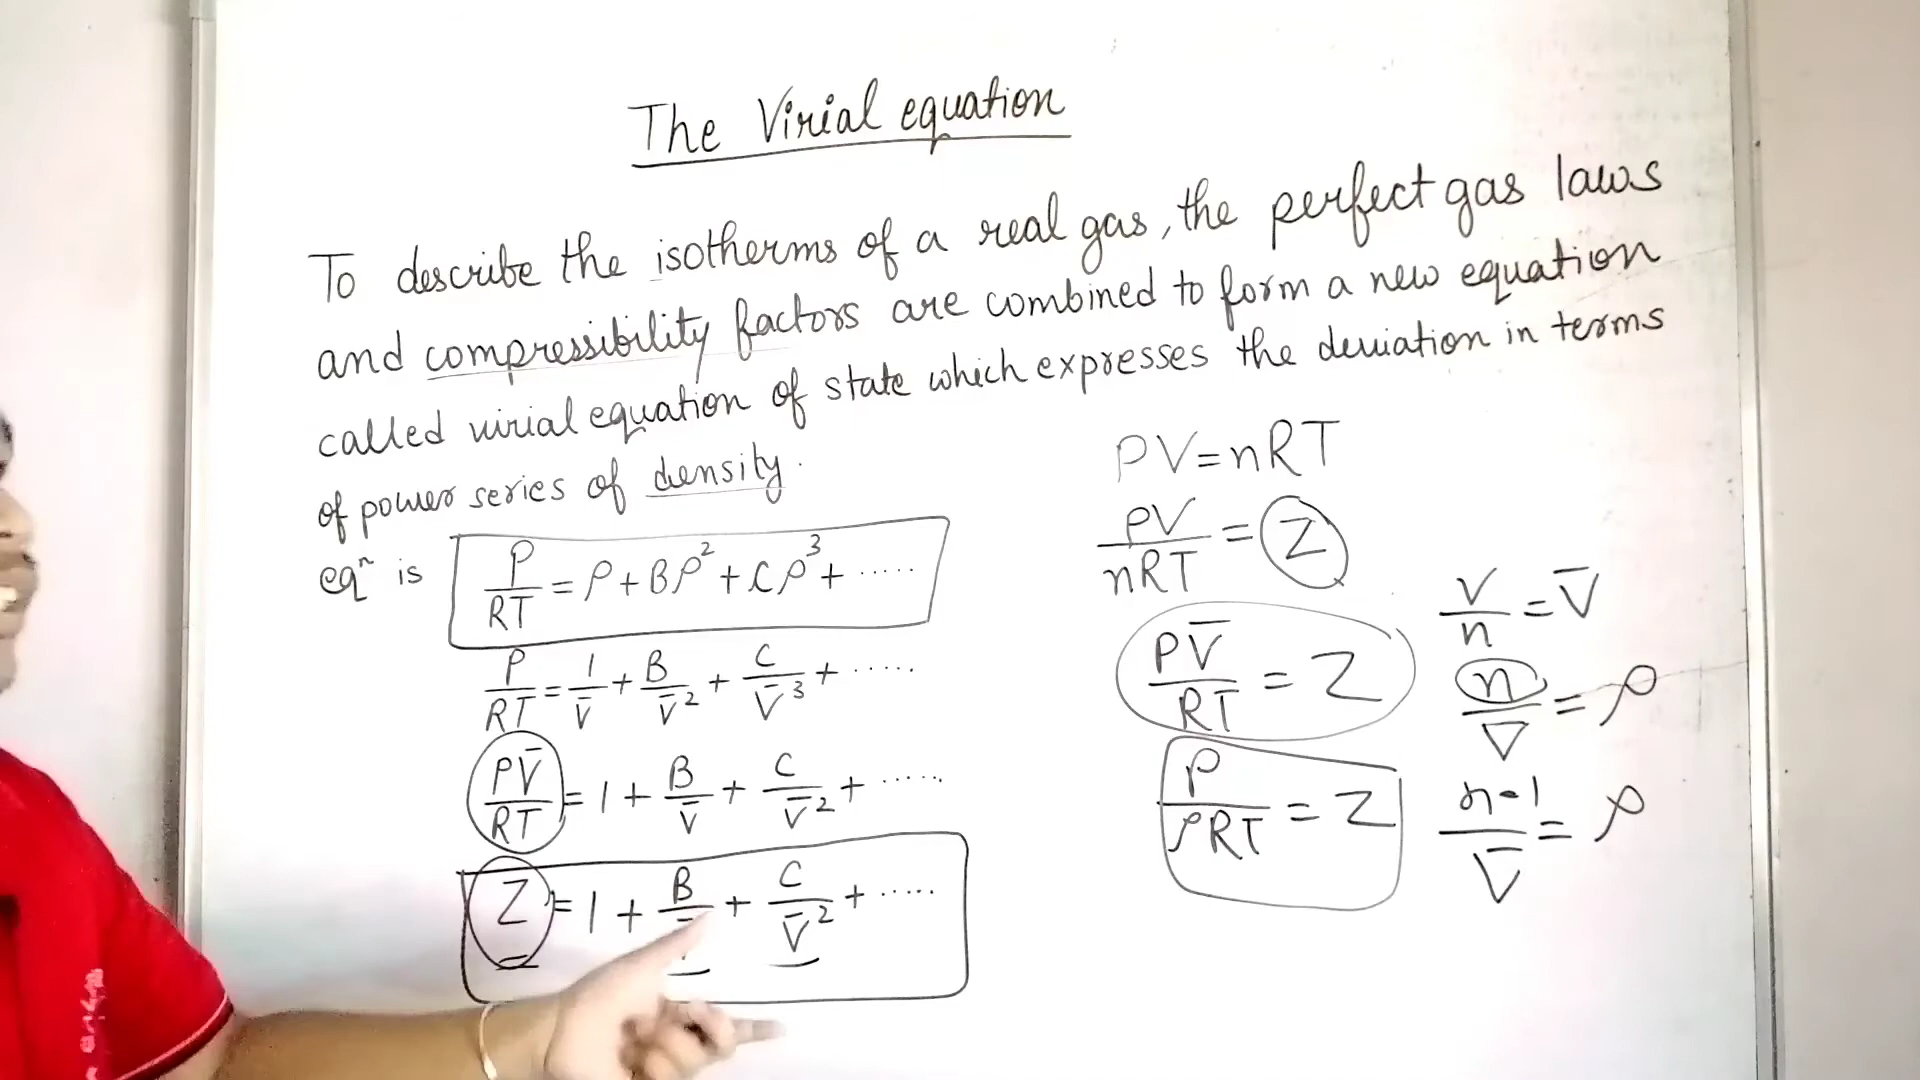 The Virial equation
To describe the isotherms of a real gas, the perfect gas laws
and compressibility factors are combined to form a new equation
called virial equation of state which expresses the deviation in terms
of power series of density.
eqⁿ is P/RT = ρ + Bρ² + Cρ³ + .....
P/RT = 1/V̄ + B/V̄² + C/V̄³ + .....
PV̄/RT = 1 + B/V̄ + C/V̄² + .....
Z = 1 + B/ + C/V̄² + .....
PV = nRT
PV/nRT = Z
PV̄/RT = Z
P/ρRT = Z
V/n = V̄
n/V = ρ
n=1/V̄ = ρ